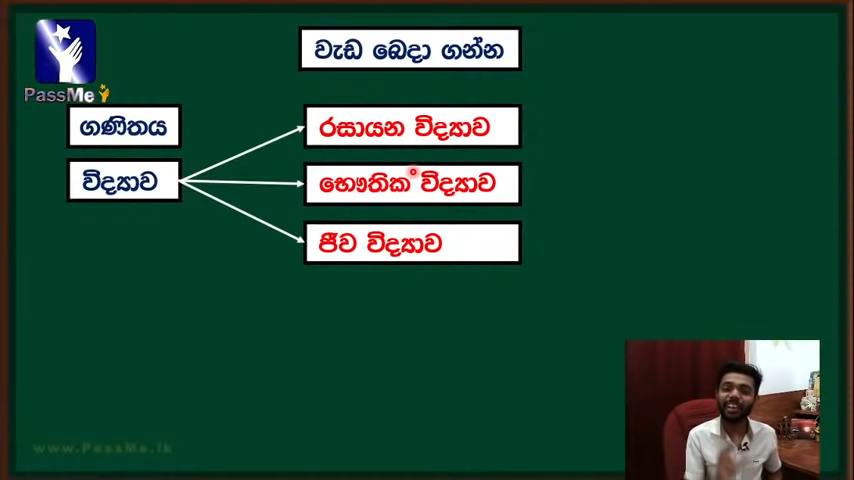 වැඩ බෙදා ගන්න
PassMe
ගණිතය
රසායන විද්‍යාව
විද්‍යාව
භෞතික විද්‍යාව
ජීව විද්‍යාව
www.PassMe.lk